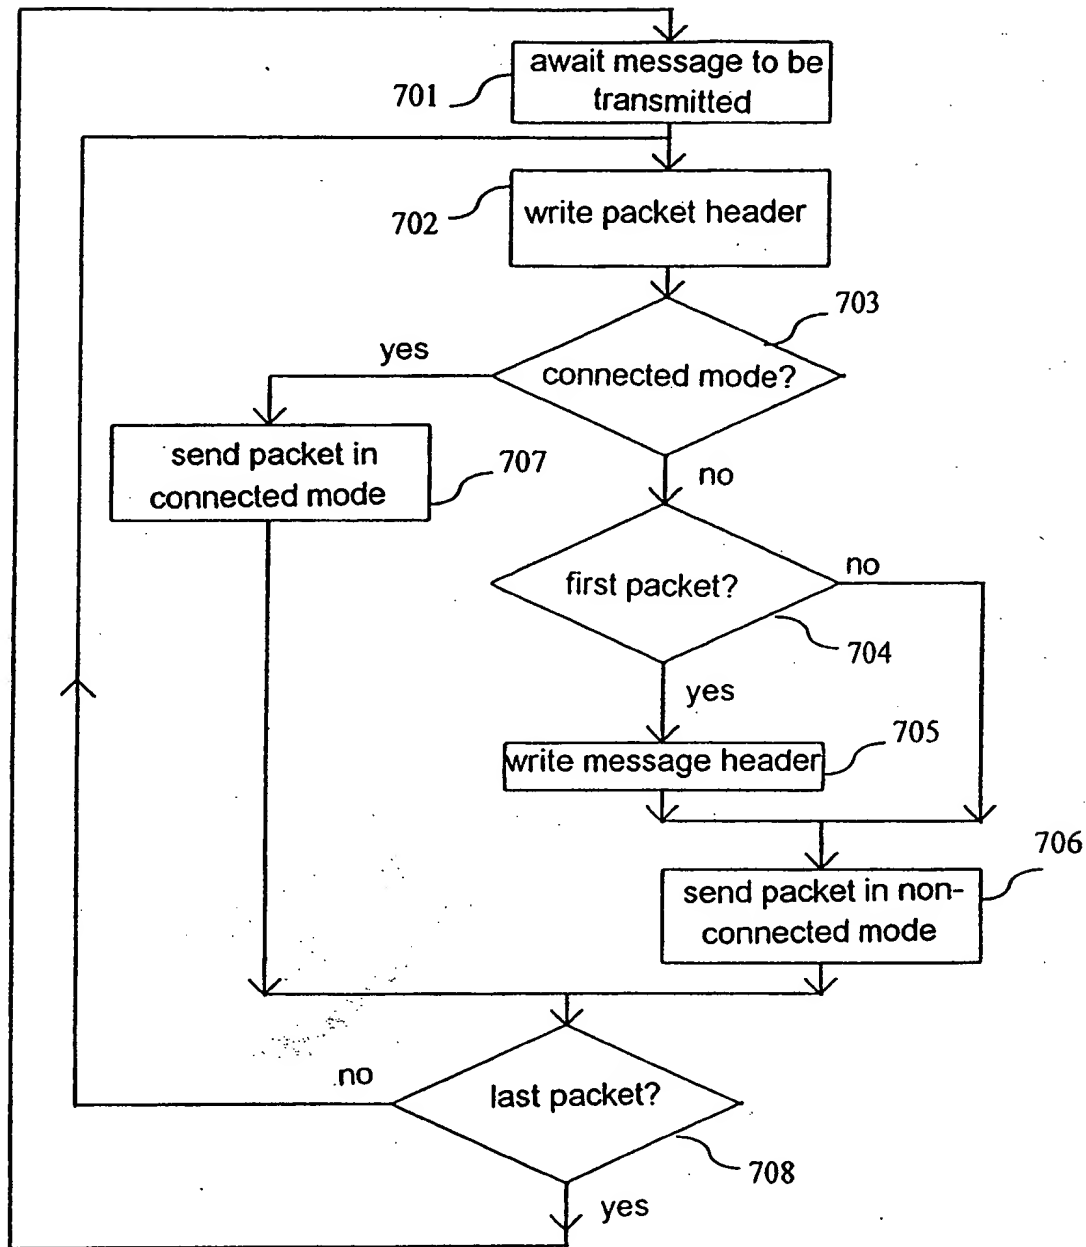 await message to be
transmitted
701
write packet header
702
703
yes
connected mode?
send packet in
connected mode
707
no
first packet?
no
704
yes
705
write message header
706
send packet in non-
connected mode
no
last packet?
708
yes